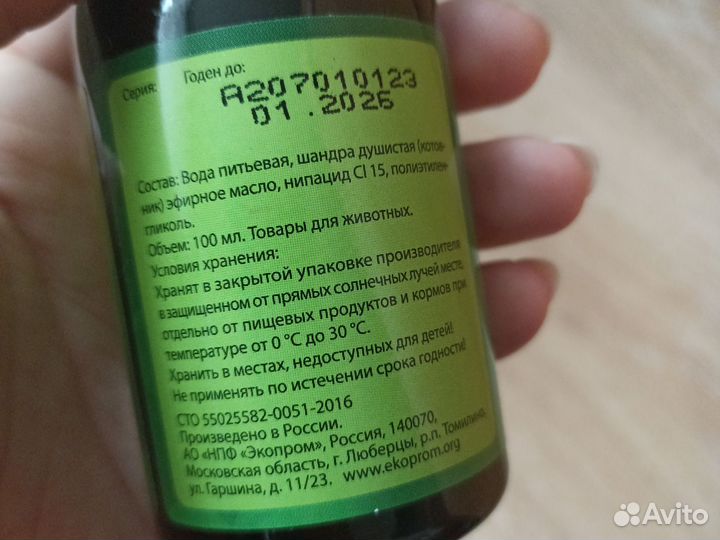 Серия: Годен до:
A207010123
01.2026
Состав: Вода питьевая, шандра душистая (котов-
ник) эфирное масло, нипацид CI 15, полиэтилен-
гликоль.
Объем: 100 мл. Товары для животных.
Условия хранения:
Хранят в закрытой упаковке производителя
в защищенном от прямых солнечных лучей месте,
отдельно от пищевых продуктов и кормов при
температуре от 0 °C до 30 °C.
Хранить в местах, недоступных для детей!
Не применять по истечении срока годности!
СТО 55025582-0051-2016
Произведено в России.
АО «НПФ «Экопром», Россия, 140070,
Московская область, г. Люберцы, р.п. Томилино,
ул. Гаршина, д. 11/23. www.ekoprom.org
Avito